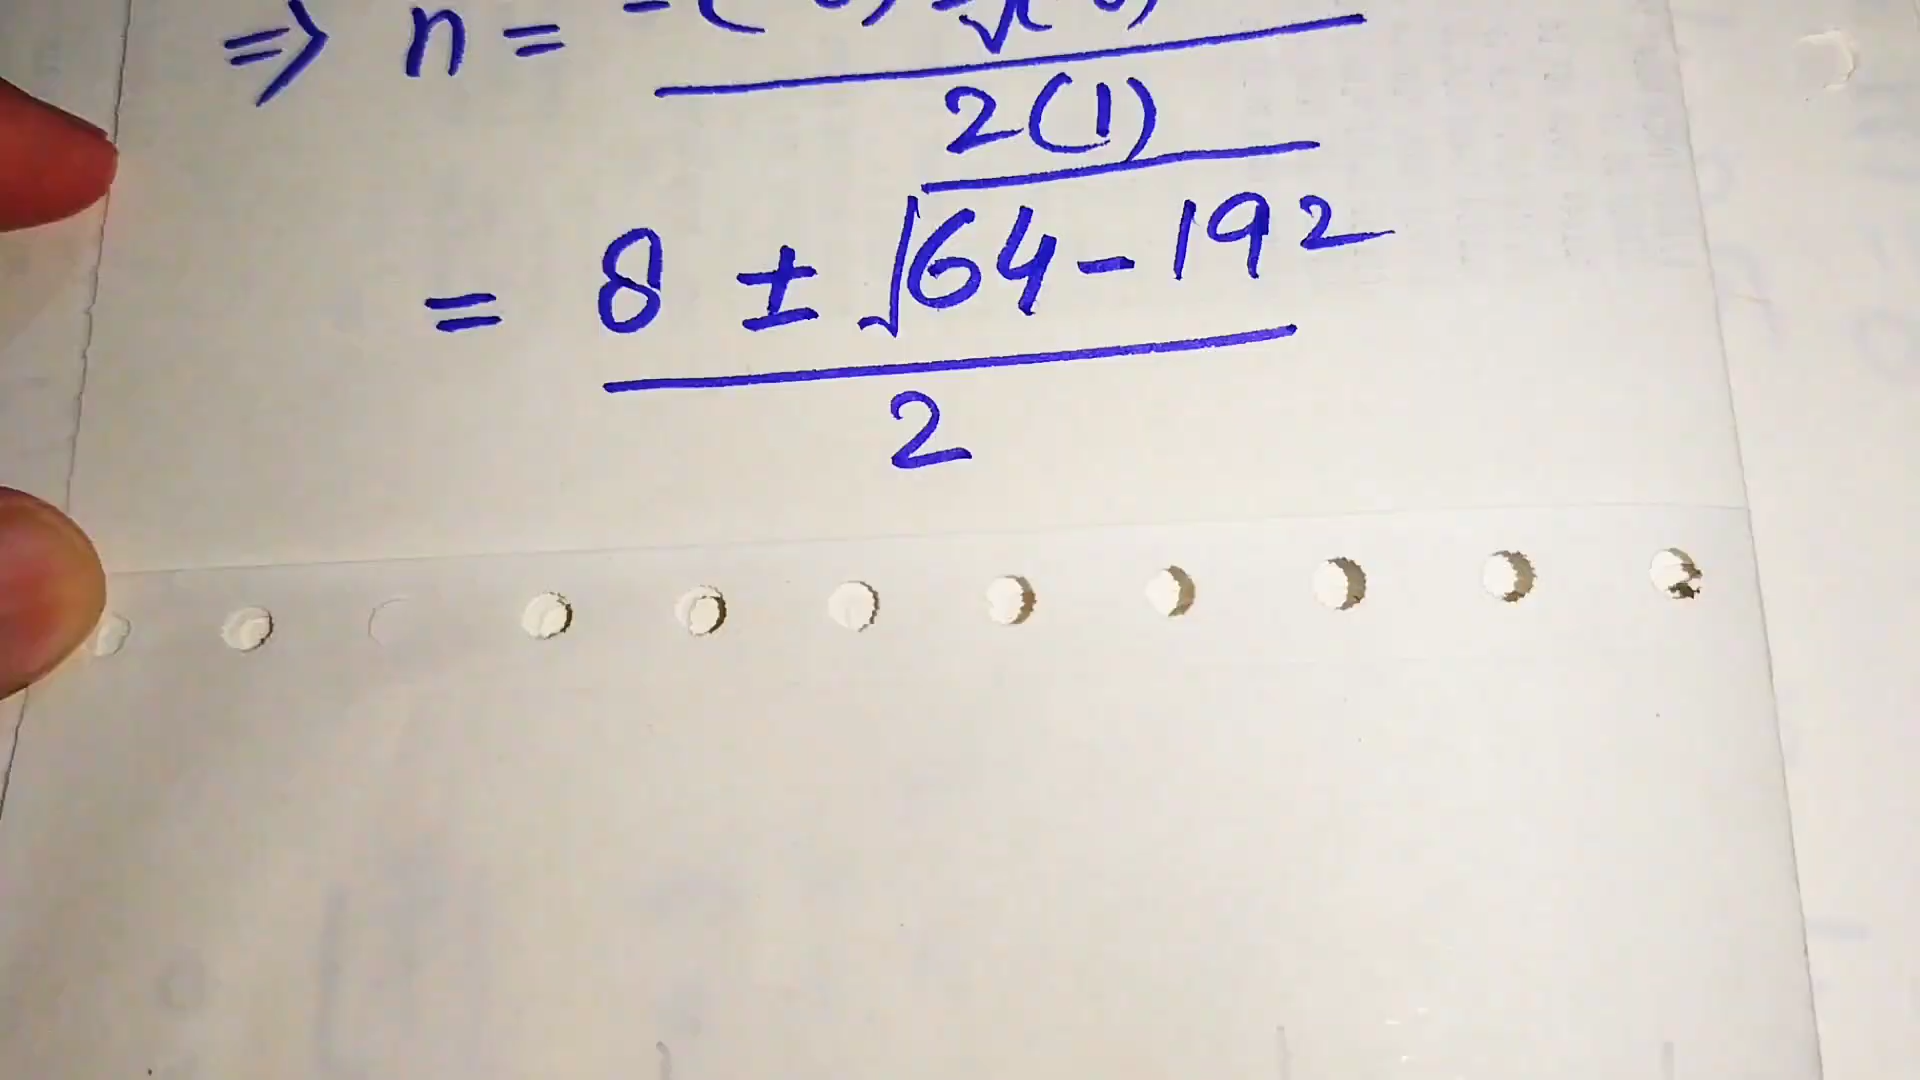 ⇒ n =
2(1)
= 8 ± √64-192
2